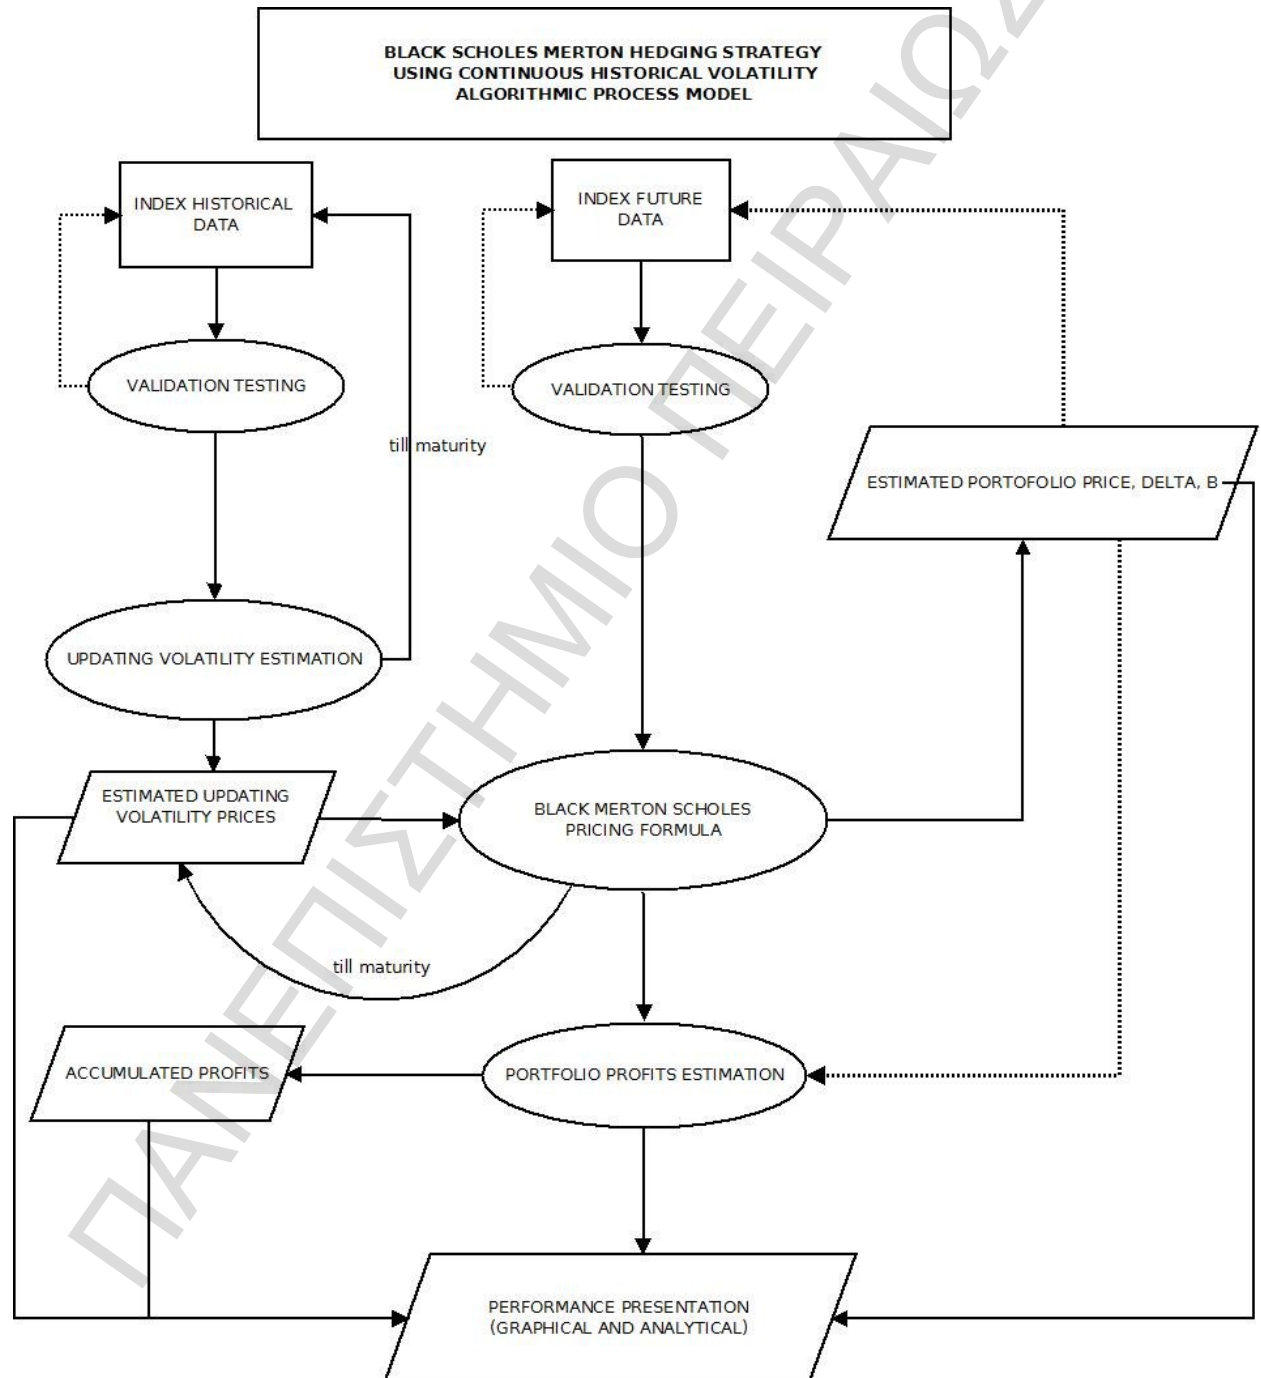 BLACK SCHOLES MERTON HEDGING STRATEGY
USING CONTINUOUS HISTORICAL VOLATILITY
ALGORITHMIC PROCESS MODEL
INDEX HISTORICAL
DATA
INDEX FUTURE
DATA
VALIDATION TESTING
VALIDATION TESTING
till maturity
ESTIMATED PORTOFOLIO PRICE, DELTA, B
UPDATING VOLATILITY ESTIMATION
ESTIMATED UPDATING
VOLATILITY PRICES
BLACK MERTON SCHOLES
PRICING FORMULA
till maturity
ACCUMULATED PROFITS
PORTFOLIO PROFITS ESTIMATION
PERFORMANCE PRESENTATION
(GRAPHICAL AND ANALYTICAL)
ΠΑΝΕΠΙΣΤΗΜΙΟ ΠΕΙΡΑΙΩΣ